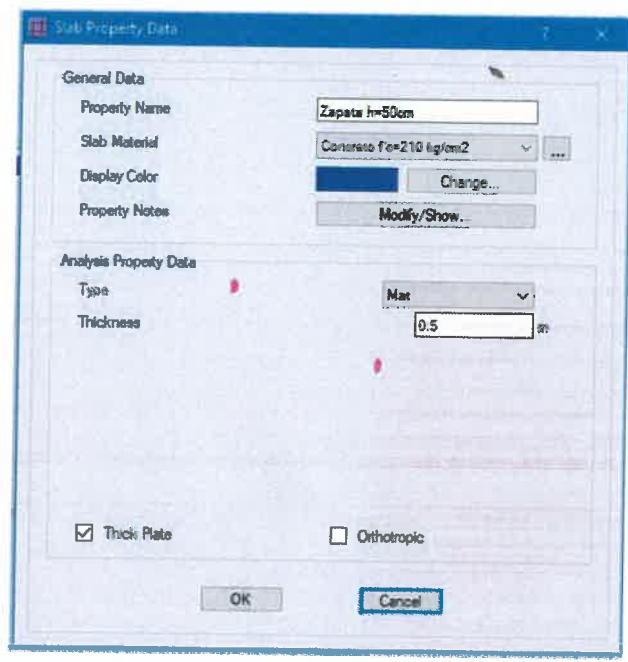 Slab Property Data ? ×
General Data
Property Name Zapata h=50cm
Slab Material Concreto f'c=210 kg/cm2 ...
Display Color Change...
Property Notes Modify/Show...
Analysis Property Data
Type Mat
Thickness 0.5 m
Thick Plate Orthotropic
OK Cancel